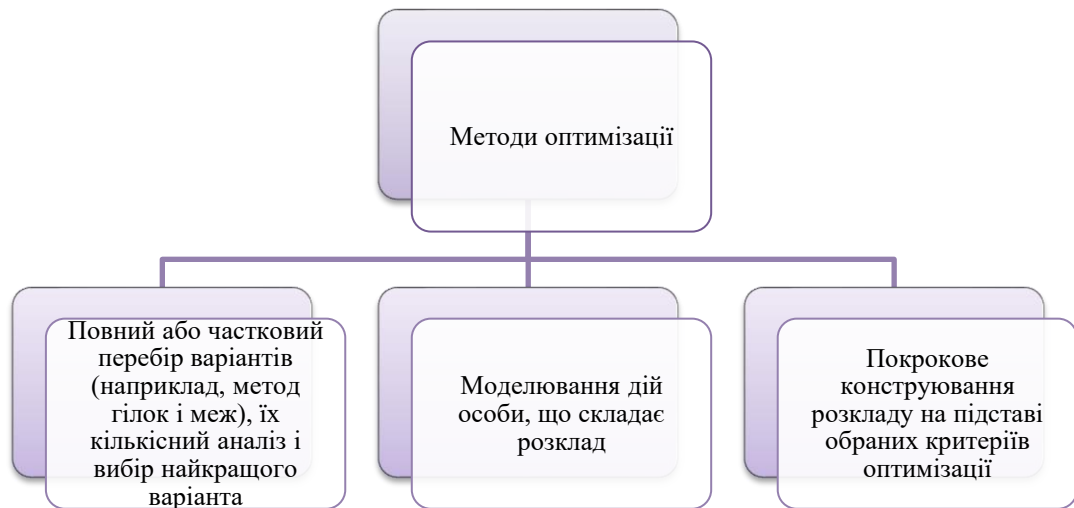 Методи оптимізації
Повний або частковий
перебір варіантів
(наприклад, метод
гілок і меж), їх
кількісний аналіз і
вибір найкращого
варіанта
Моделювання дій
особи, що складає
розклад
Покрокове
конструювання
розкладу на підставі
обраних критеріїв
оптимізації